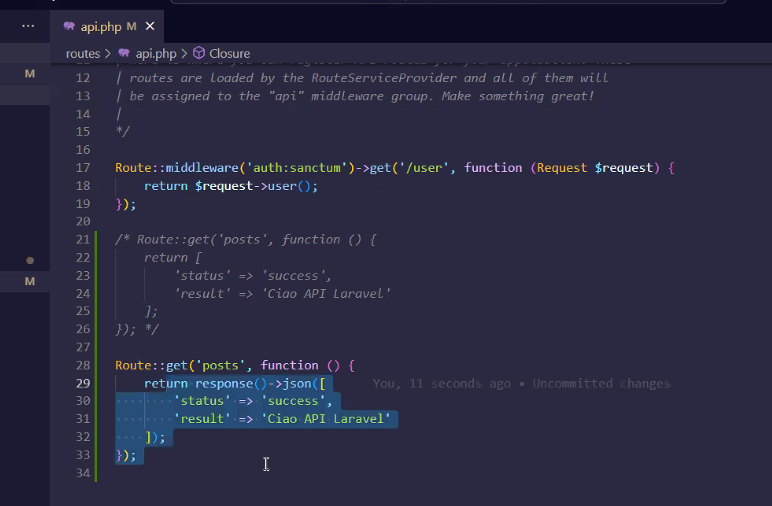 api.php M
routes > api.php > Closure
12 | routes are loaded by the RouteServiceProvider and all of them will
13 | be assigned to the "api" middleware group. Make something great!
14 |
15 */
16
17 Route::middleware('auth:sanctum')->get('/user', function (Request $request) {
18 return $request->user();
19 });
20
21 /* Route::get('posts', function () {
22 return [
23 'status' => 'success',
24 'result' => 'Ciao API Laravel'
25 ];
26 }); */
27
28 Route::get('posts', function () {
29 return response()->json([ You, 11 seconds ago • Uncommitted changes
30 'status' => 'success',
31 'result' => 'Ciao API Laravel'
32 ]);
33 });
34
M
M